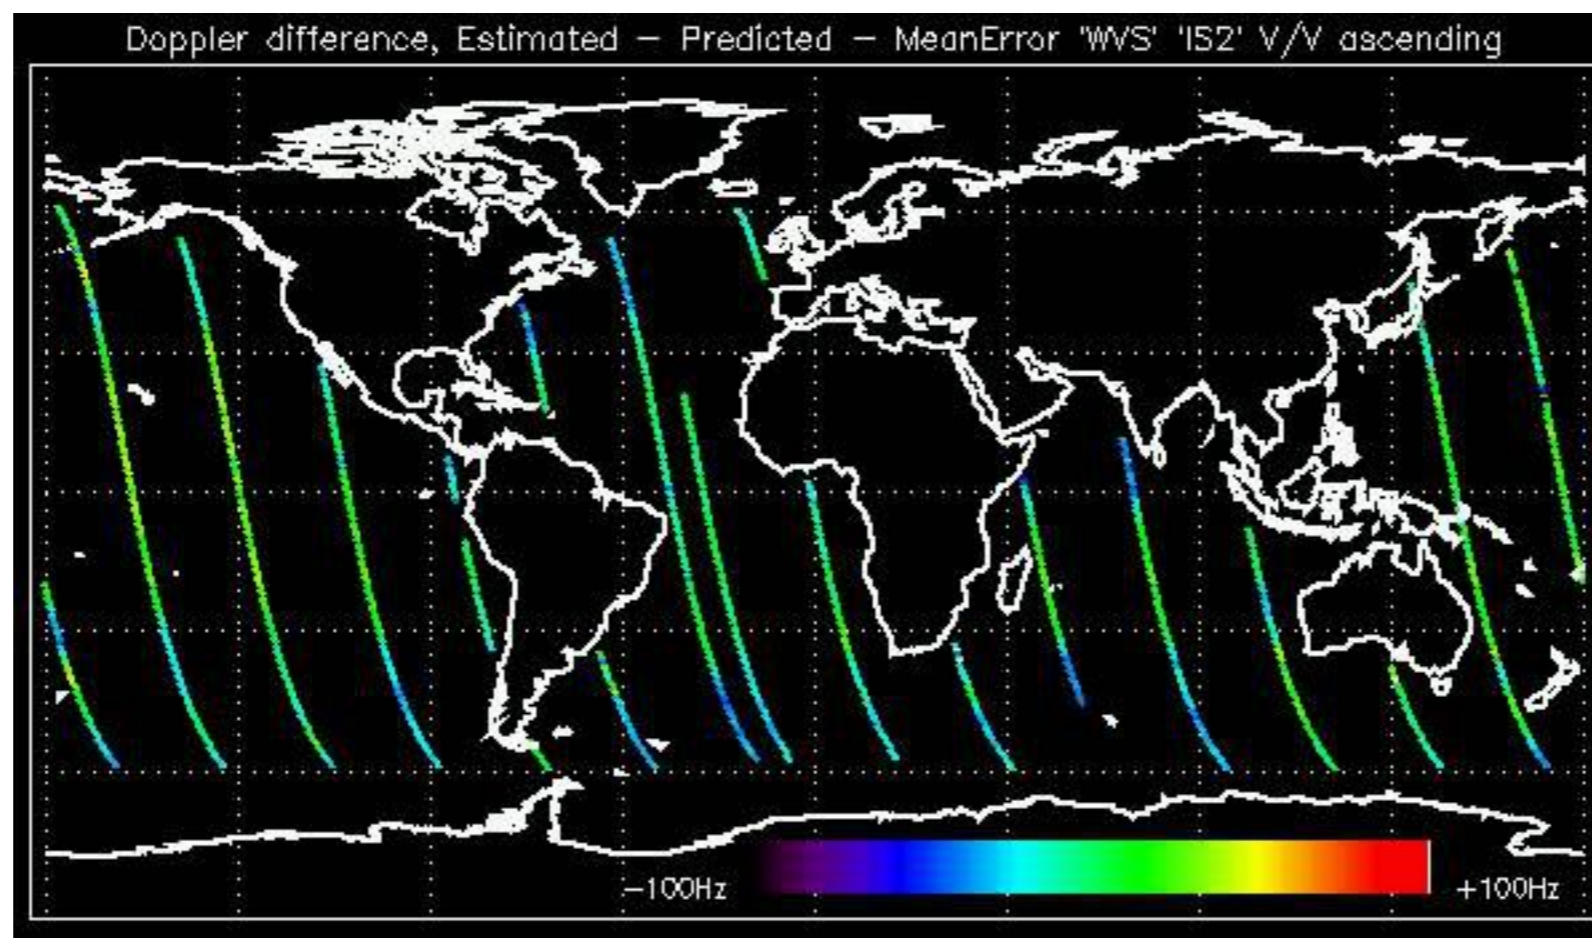 Doppler difference, Estimated – Predicted – MeanError 'WVS' 'IS2' V/V ascending
–100Hz
+100Hz